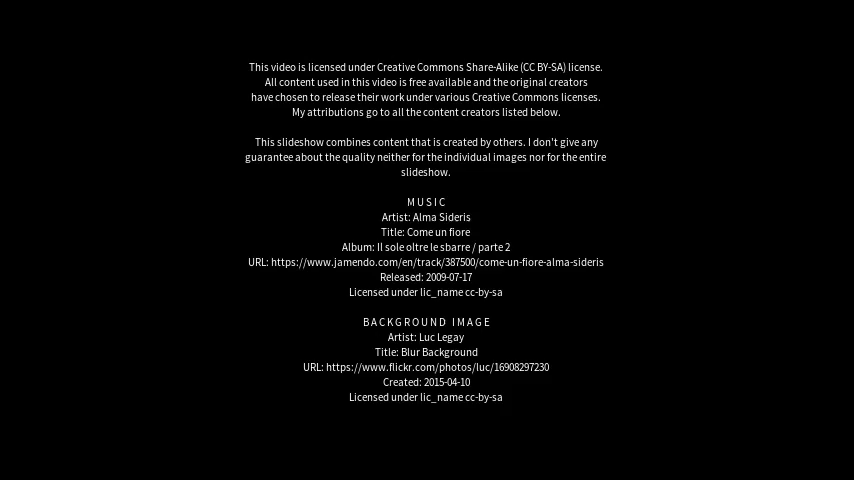 This video is licensed under Creative Commons Share-Alike (CC BY-SA) license.
All content used in this video is free available and the original creators
have chosen to release their work under various Creative Commons licenses.
My attributions go to all the content creators listed below.
This slideshow combines content that is created by others. I don't give any
guarantee about the quality neither for the individual images nor for the entire
slideshow.
MUSIC
Artist: Alma Sideris
Title: Come un fiore
Album: Il sole oltre le sbarre / parte 2
URL: https://www.jamendo.com/en/track/387500/come-un-fiore-alma-sideris
Released: 2009-07-17
Licensed under lic_name cc-by-sa
BACKGROUND IMAGE
Artist: Luc Legay
Title: Blur Background
URL: https://www.flickr.com/photos/luc/16908297230
Created: 2015-04-10
Licensed under lic_name cc-by-sa